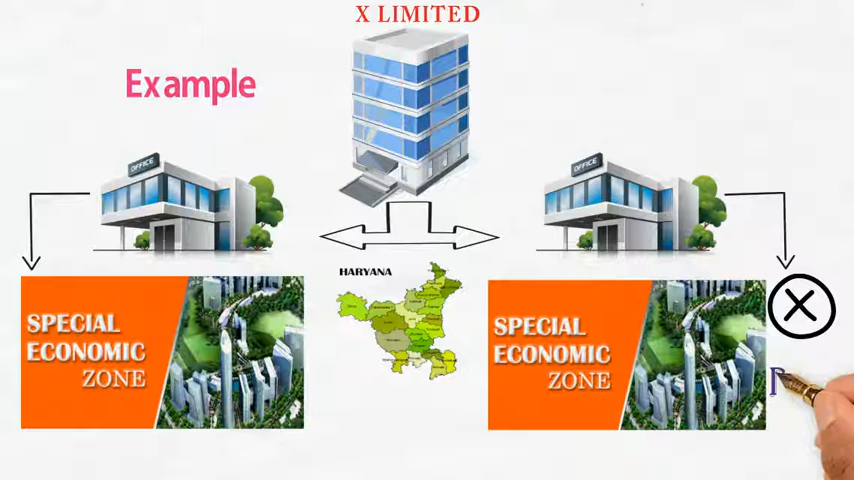 X LIMITED
Example
OFFICE
OFFICE
HARYANA
SPECIAL
ECONOMIC
ZONE
SPECIAL
ECONOMIC
ZONE